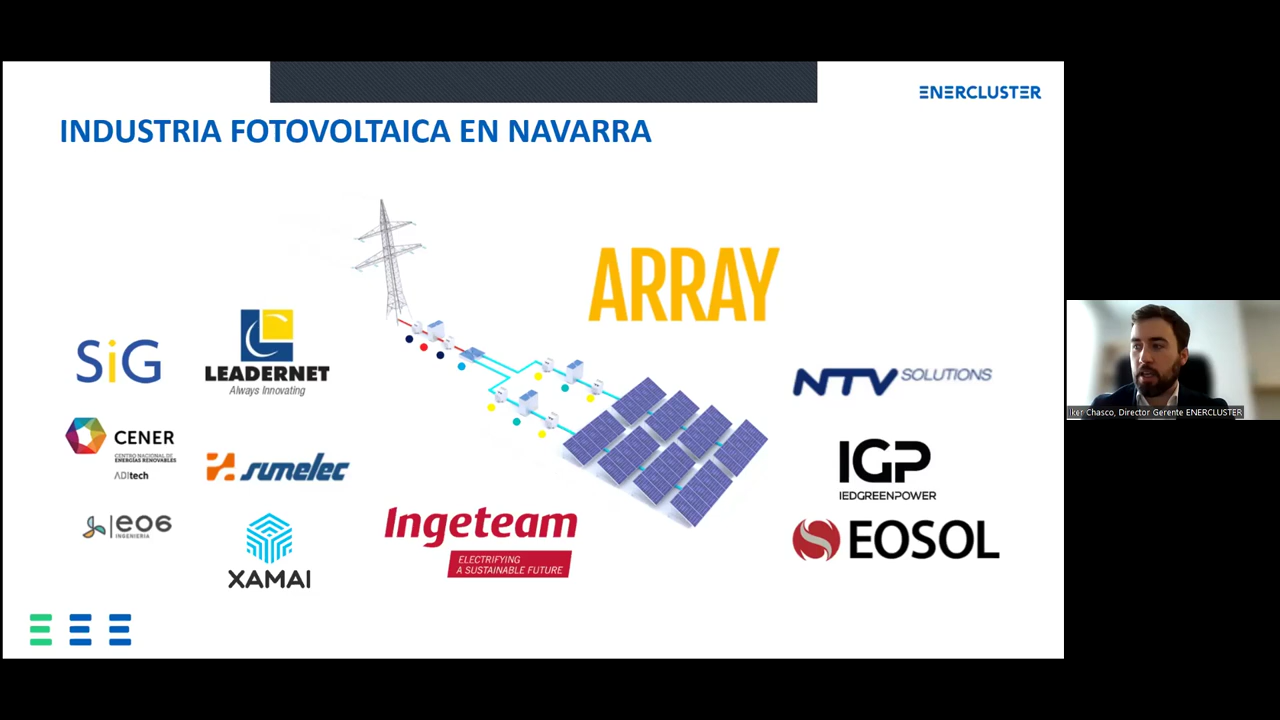 ENERCLUSTER
INDUSTRIA FOTOVOLTAICA EN NAVARRA
ARRAY
SiG
LEADERNET
Always Innovating
NTV SOLUTIONS
CENER
CENTRO NACIONAL DE
ENERGÍAS RENOVABLES
ADItech
sumelec
IGP
IEDGREENPOWER
eo6
INGENIERIA
XAMAI
Ingeteam
ELECTRIFYING
A SUSTAINABLE FUTURE
EOSOL
Iker Chasco, Director Gerente ENERCLUSTER